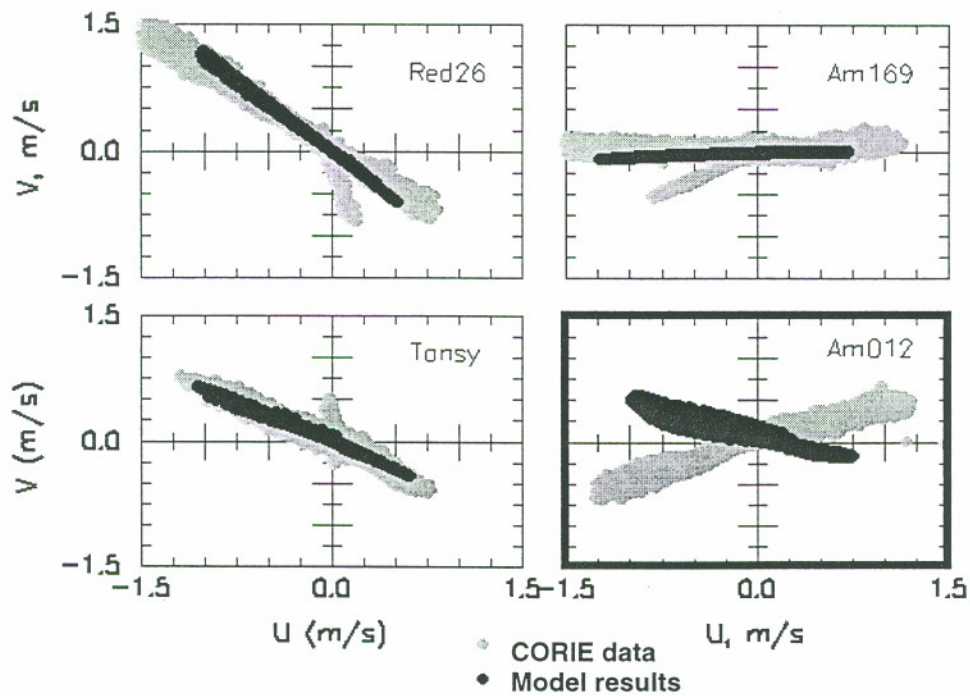 1.5
Red26
Am169
V, m/s
0.0
-1.5
1.5
Tansy
Am012
V (m/s)
0.0
-1.5
-1.5 0.0 1.5 -1.5 0.0 1.5
U (m/s)
U, m/s
CORIE data
Model results